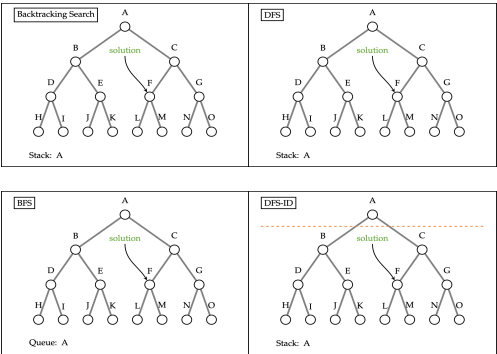 Backtracking Search
A
B
solution
C
D
E
F
G
H I J K L M N O
Stack: A
DFS
A
B
solution
C
D
E
F
G
H I J K L M N O
Stack: A
BFS
A
B
solution
C
D
E
F
G
H I J K L M N O
Queue: A
DFS-ID
A
B
solution
C
D
E
F
G
H I J K L M N O
Stack: A